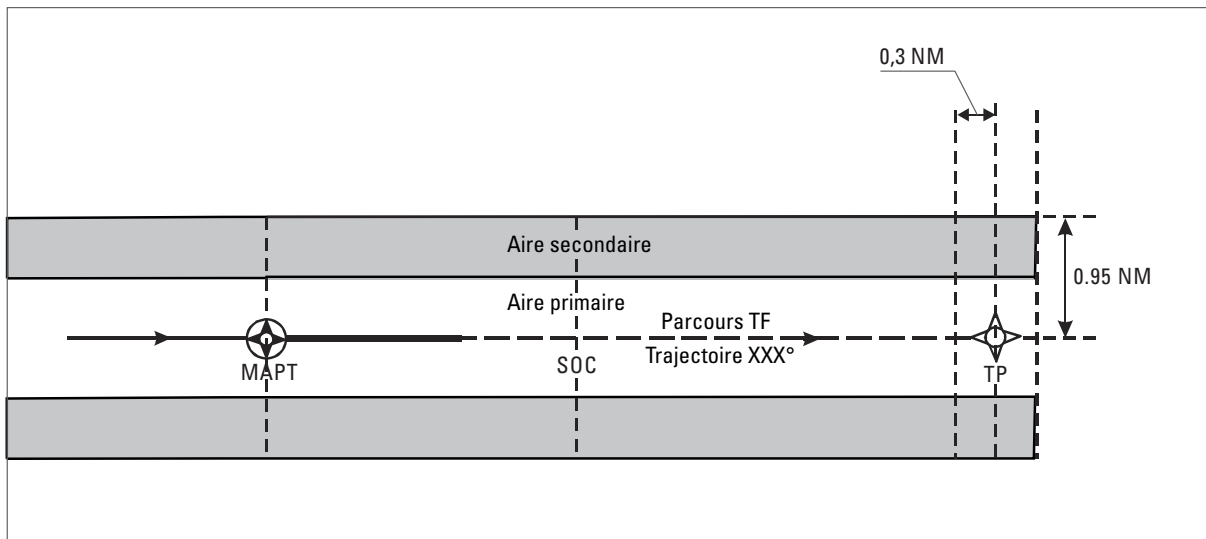 0,3 NM
Aire secondaire
0.95 NM
Aire primaire
Parcours TF
Trajectoire XXX°
MAPT
SOC
TP